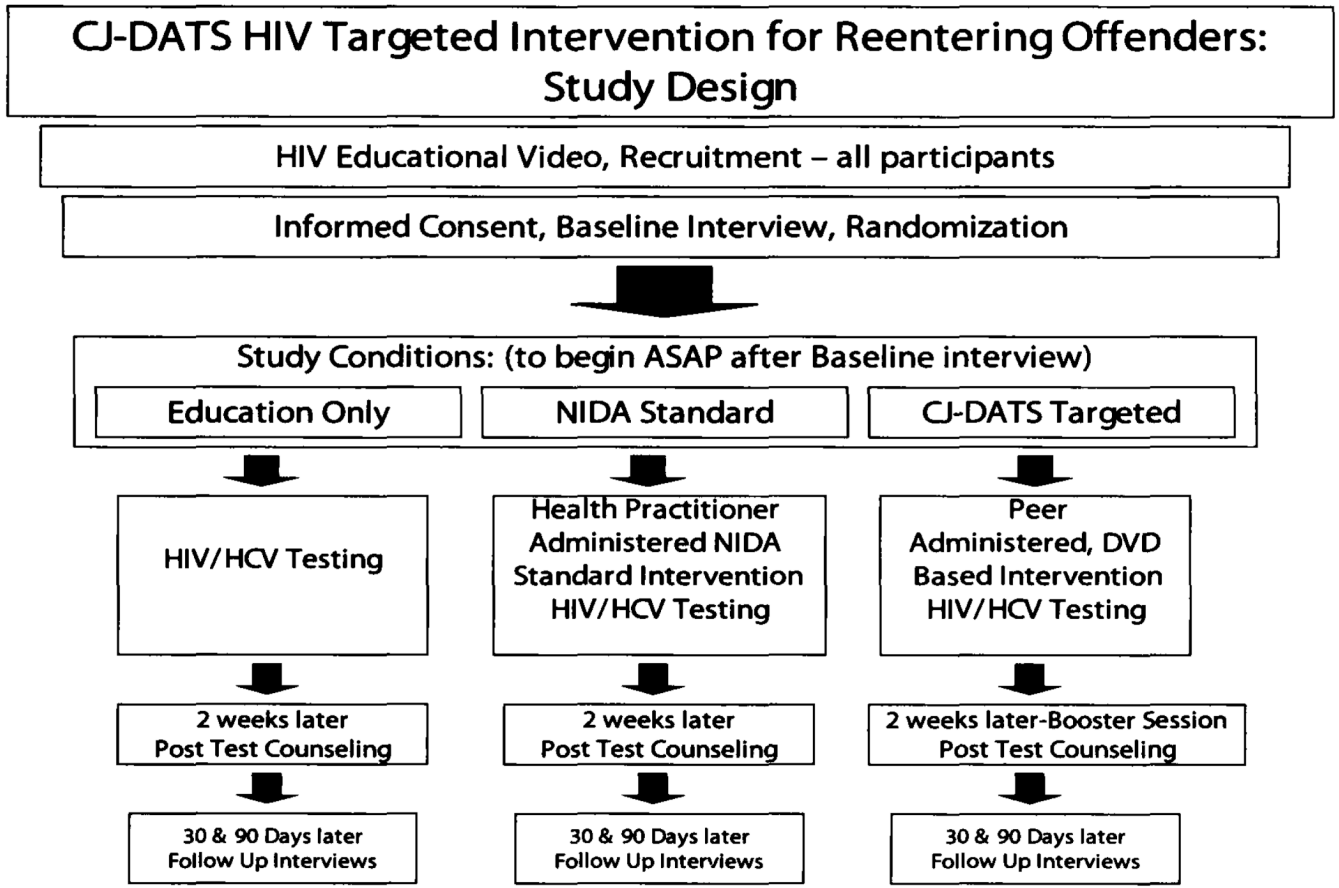 CJ-DATS HIV Targeted Intervention for Reentering Offenders:
Study Design
HIV Educational Video, Recruitment – all participants
Informed Consent, Baseline Interview, Randomization
Study Conditions: (to begin ASAP after Baseline interview)
Education Only
NIDA Standard
CJ-DATS Targeted
HIV/HCV Testing
Health Practitioner
Administered NIDA
Standard Intervention
HIV/HCV Testing
Peer
Administered, DVD
Based Intervention
HIV/HCV Testing
2 weeks later
Post Test Counseling
2 weeks later
Post Test Counseling
2 weeks later-Booster Session
Post Test Counseling
30 & 90 Days later
Follow Up Interviews
30 & 90 Days later
Follow Up Interviews
30 & 90 Days later
Follow Up Interviews